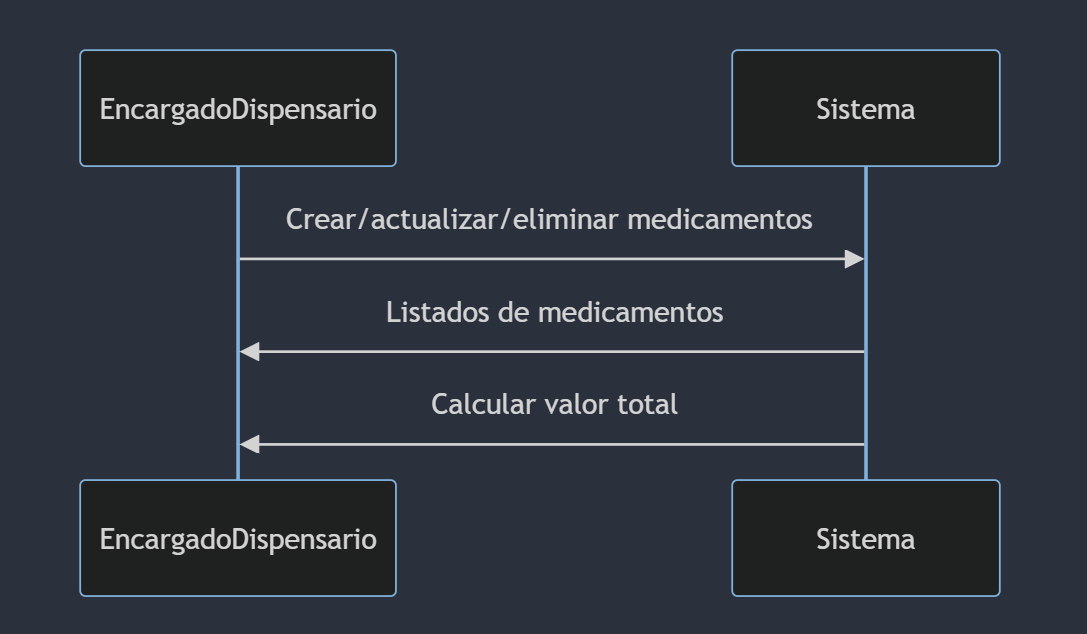 EncargadoDispensario
Sistema
Crear/actualizar/eliminar medicamentos
Listados de medicamentos
Calcular valor total
EncargadoDispensario
Sistema